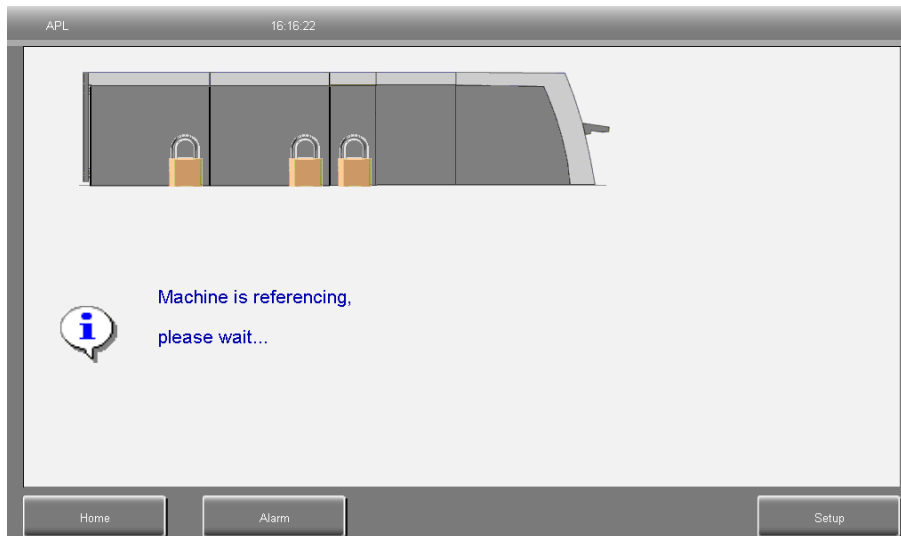 APL 16:16:22
Machine is referencing,
please wait...
Home Alarm Setup